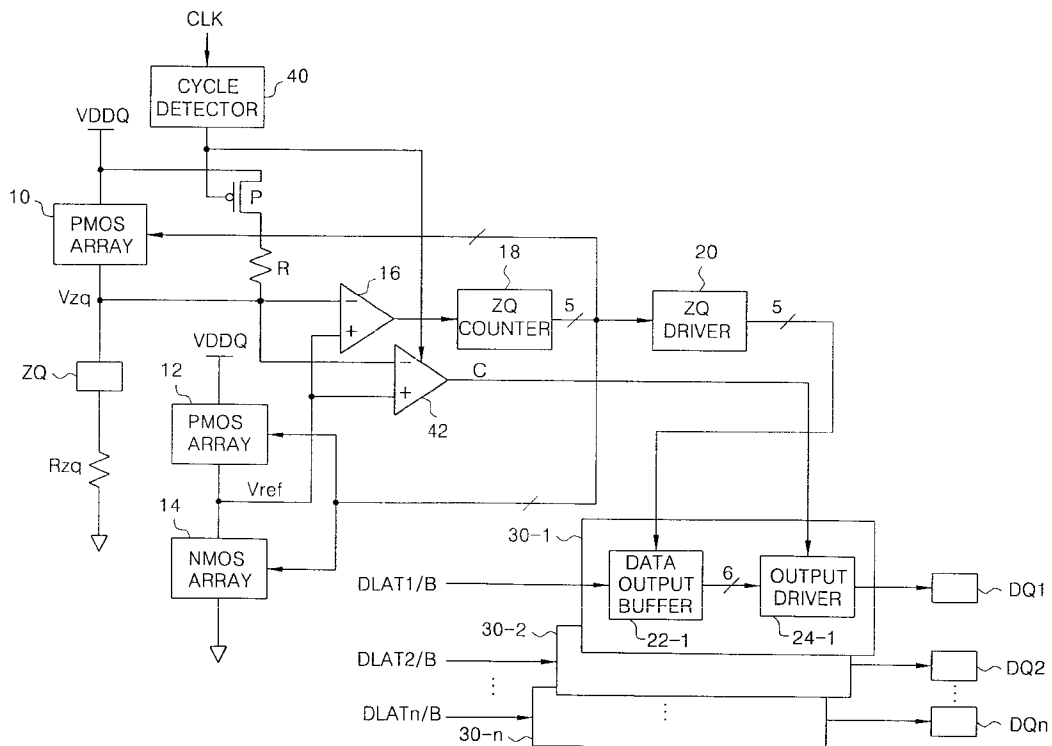 CLK
CYCLE
DETECTOR
40
VDDQ
P
10
PMOS
ARRAY
R
Vzq
16
−
+
18
ZQ
COUNTER
5
20
ZQ
DRIVER
5
ZQ
VDDQ
−
+
42
C
12
PMOS
ARRAY
Rzq
Vref
14
NMOS
ARRAY
30-1
DLAT1/B
DATA
OUTPUT
BUFFER
6
OUTPUT
DRIVER
DQ1
22-1
24-1
30-2
DLAT2/B
DQ2
DLATn/B
DQn
30-n